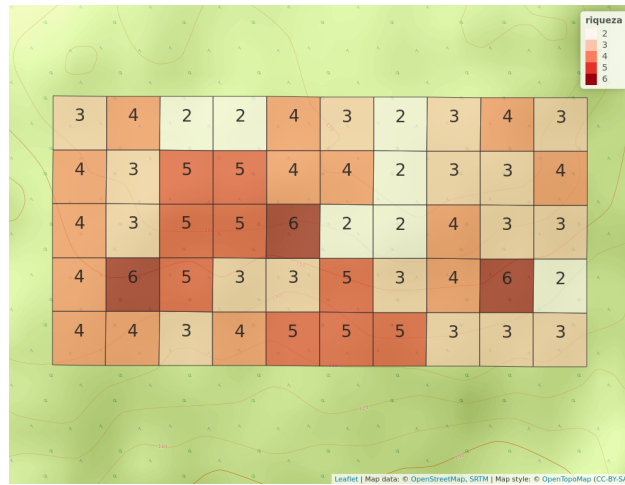 riqueza
2
3
4
5
6
3 4 2 2 4 3 2 3 4 3
4 3 5 5 4 4 2 3 3 4
4 3 5 5 6 2 2 4 3 3
4 6 5 3 3 5 3 4 6 2
4 4 3 4 5 5 5 3 3 3
Leaflet | Map data: © OpenStreetMap, SRTM | Map style: © OpenTopoMap (CC-BY-SA